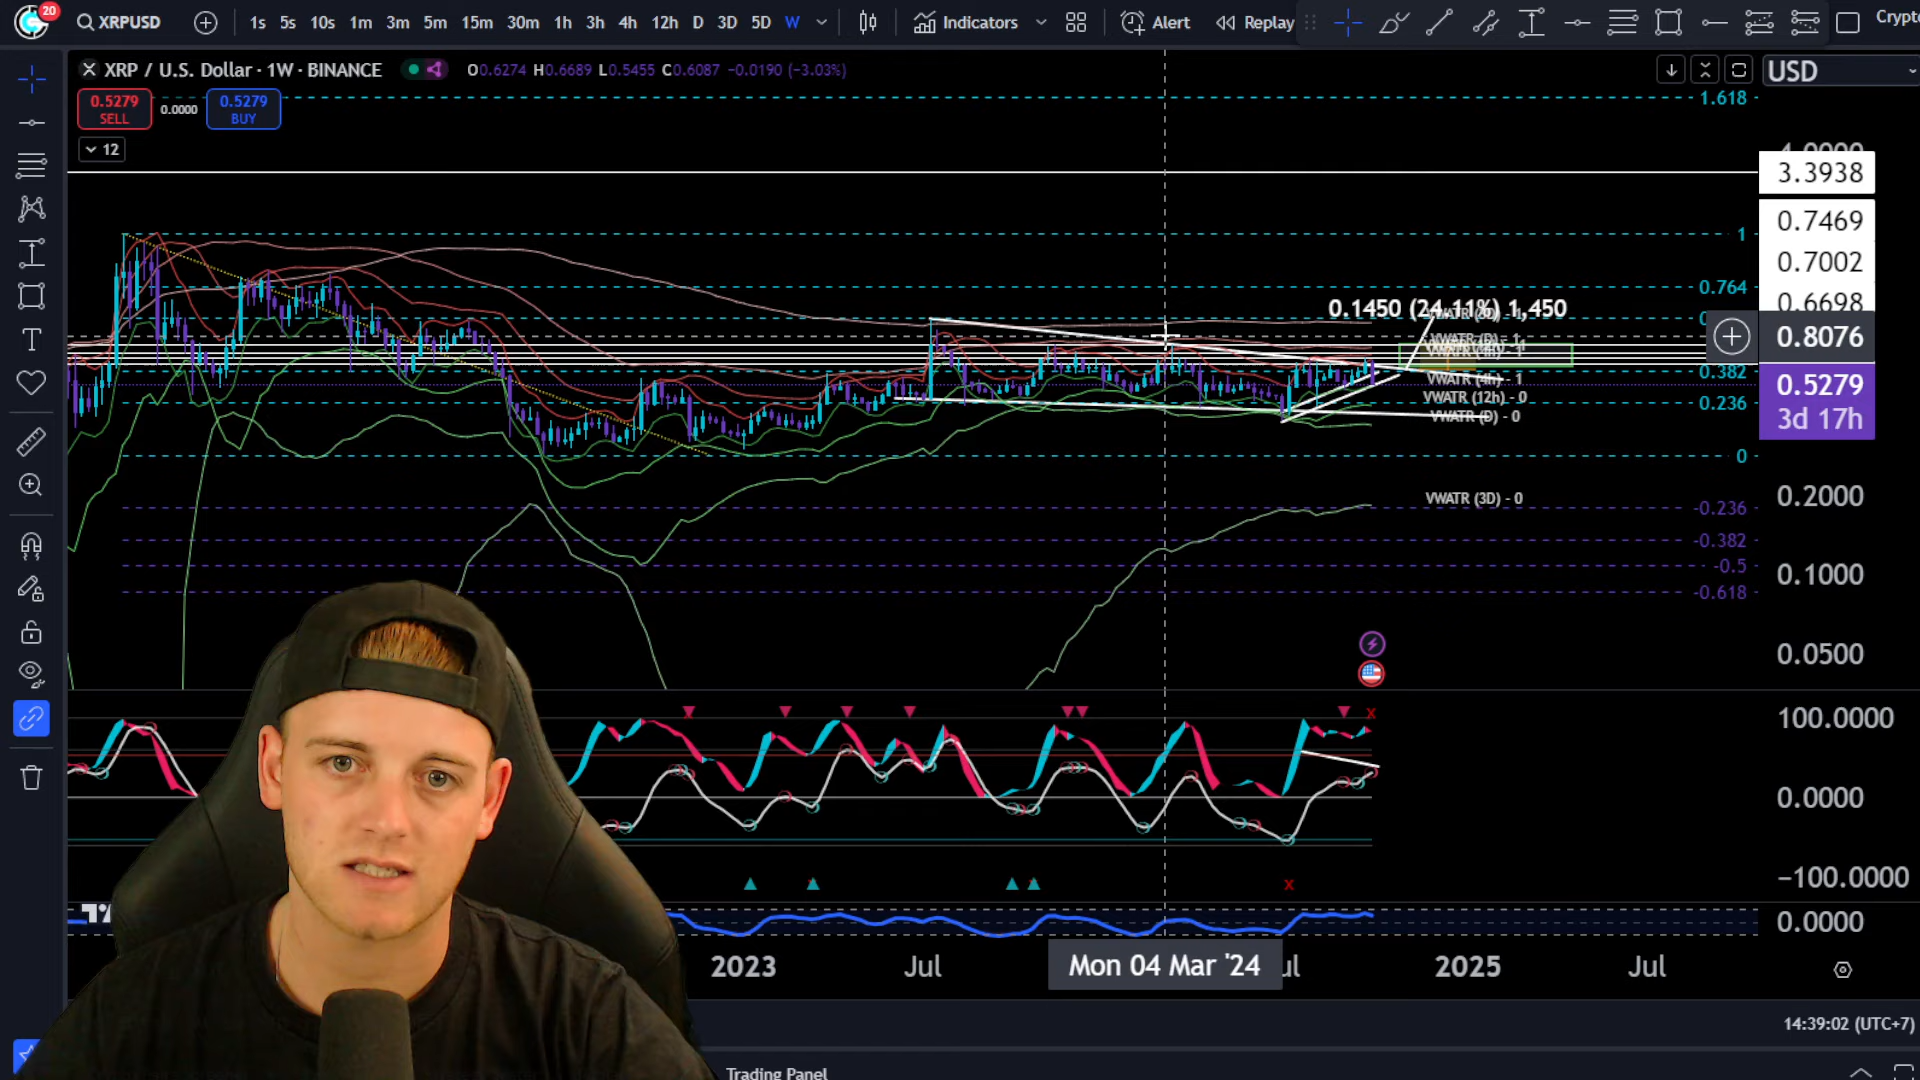 20
XRPUSD
1s 5s 10s 1m 3m 5m 15m 30m 1h 3h 4h 12h D 3D 5D W
Indicators
Alert
Replay
Crypto
XRP / U.S. Dollar · 1W · BINANCE
O0.6274 H0.6689 L0.5455 C0.6087 −0.0190 (−3.03%)
USD
0.5279
SELL
0.0000
0.5279
BUY
12
1.618
4.0000
3.3938
0.7469
0.7002
0.6698
0.8076
0.5279
3d 17h
0.2000
0.1000
0.0500
1
0.764
0.382
0.236
0
-0.236
-0.382
-0.5
-0.618
0.1450 (24.11%) 1,450
VWATR (4h) - 1
VWATR (12h) - 0
VWATR (D) - 0
VWATR (3D) - 0
100.0000
0.0000
−100.0000
0.0000
x
x
2023
Jul
Mon 04 Mar '24
2025
Jul
14:39:02 (UTC+7)
Trading Panel